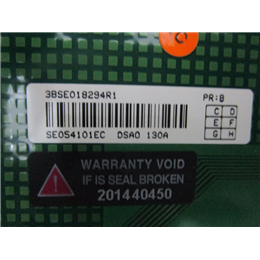 3BSE018294R1
PR:B
C D
E F
G H
SE054101EC DSAO 130A
WARRANTY VOID
IF IS SEAL BROKEN
201440450